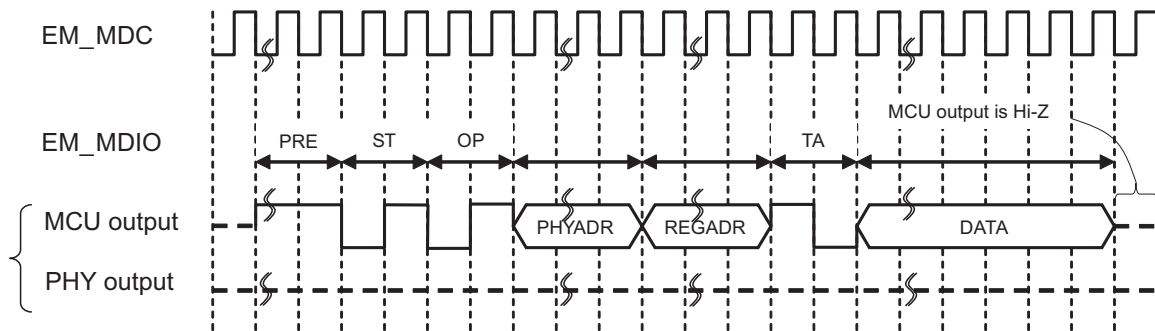 EM_MDC
MCU output is Hi-Z
EM_MDIO
PRE
ST
OP
TA
MCU output
PHYADR
REGADR
DATA
PHY output